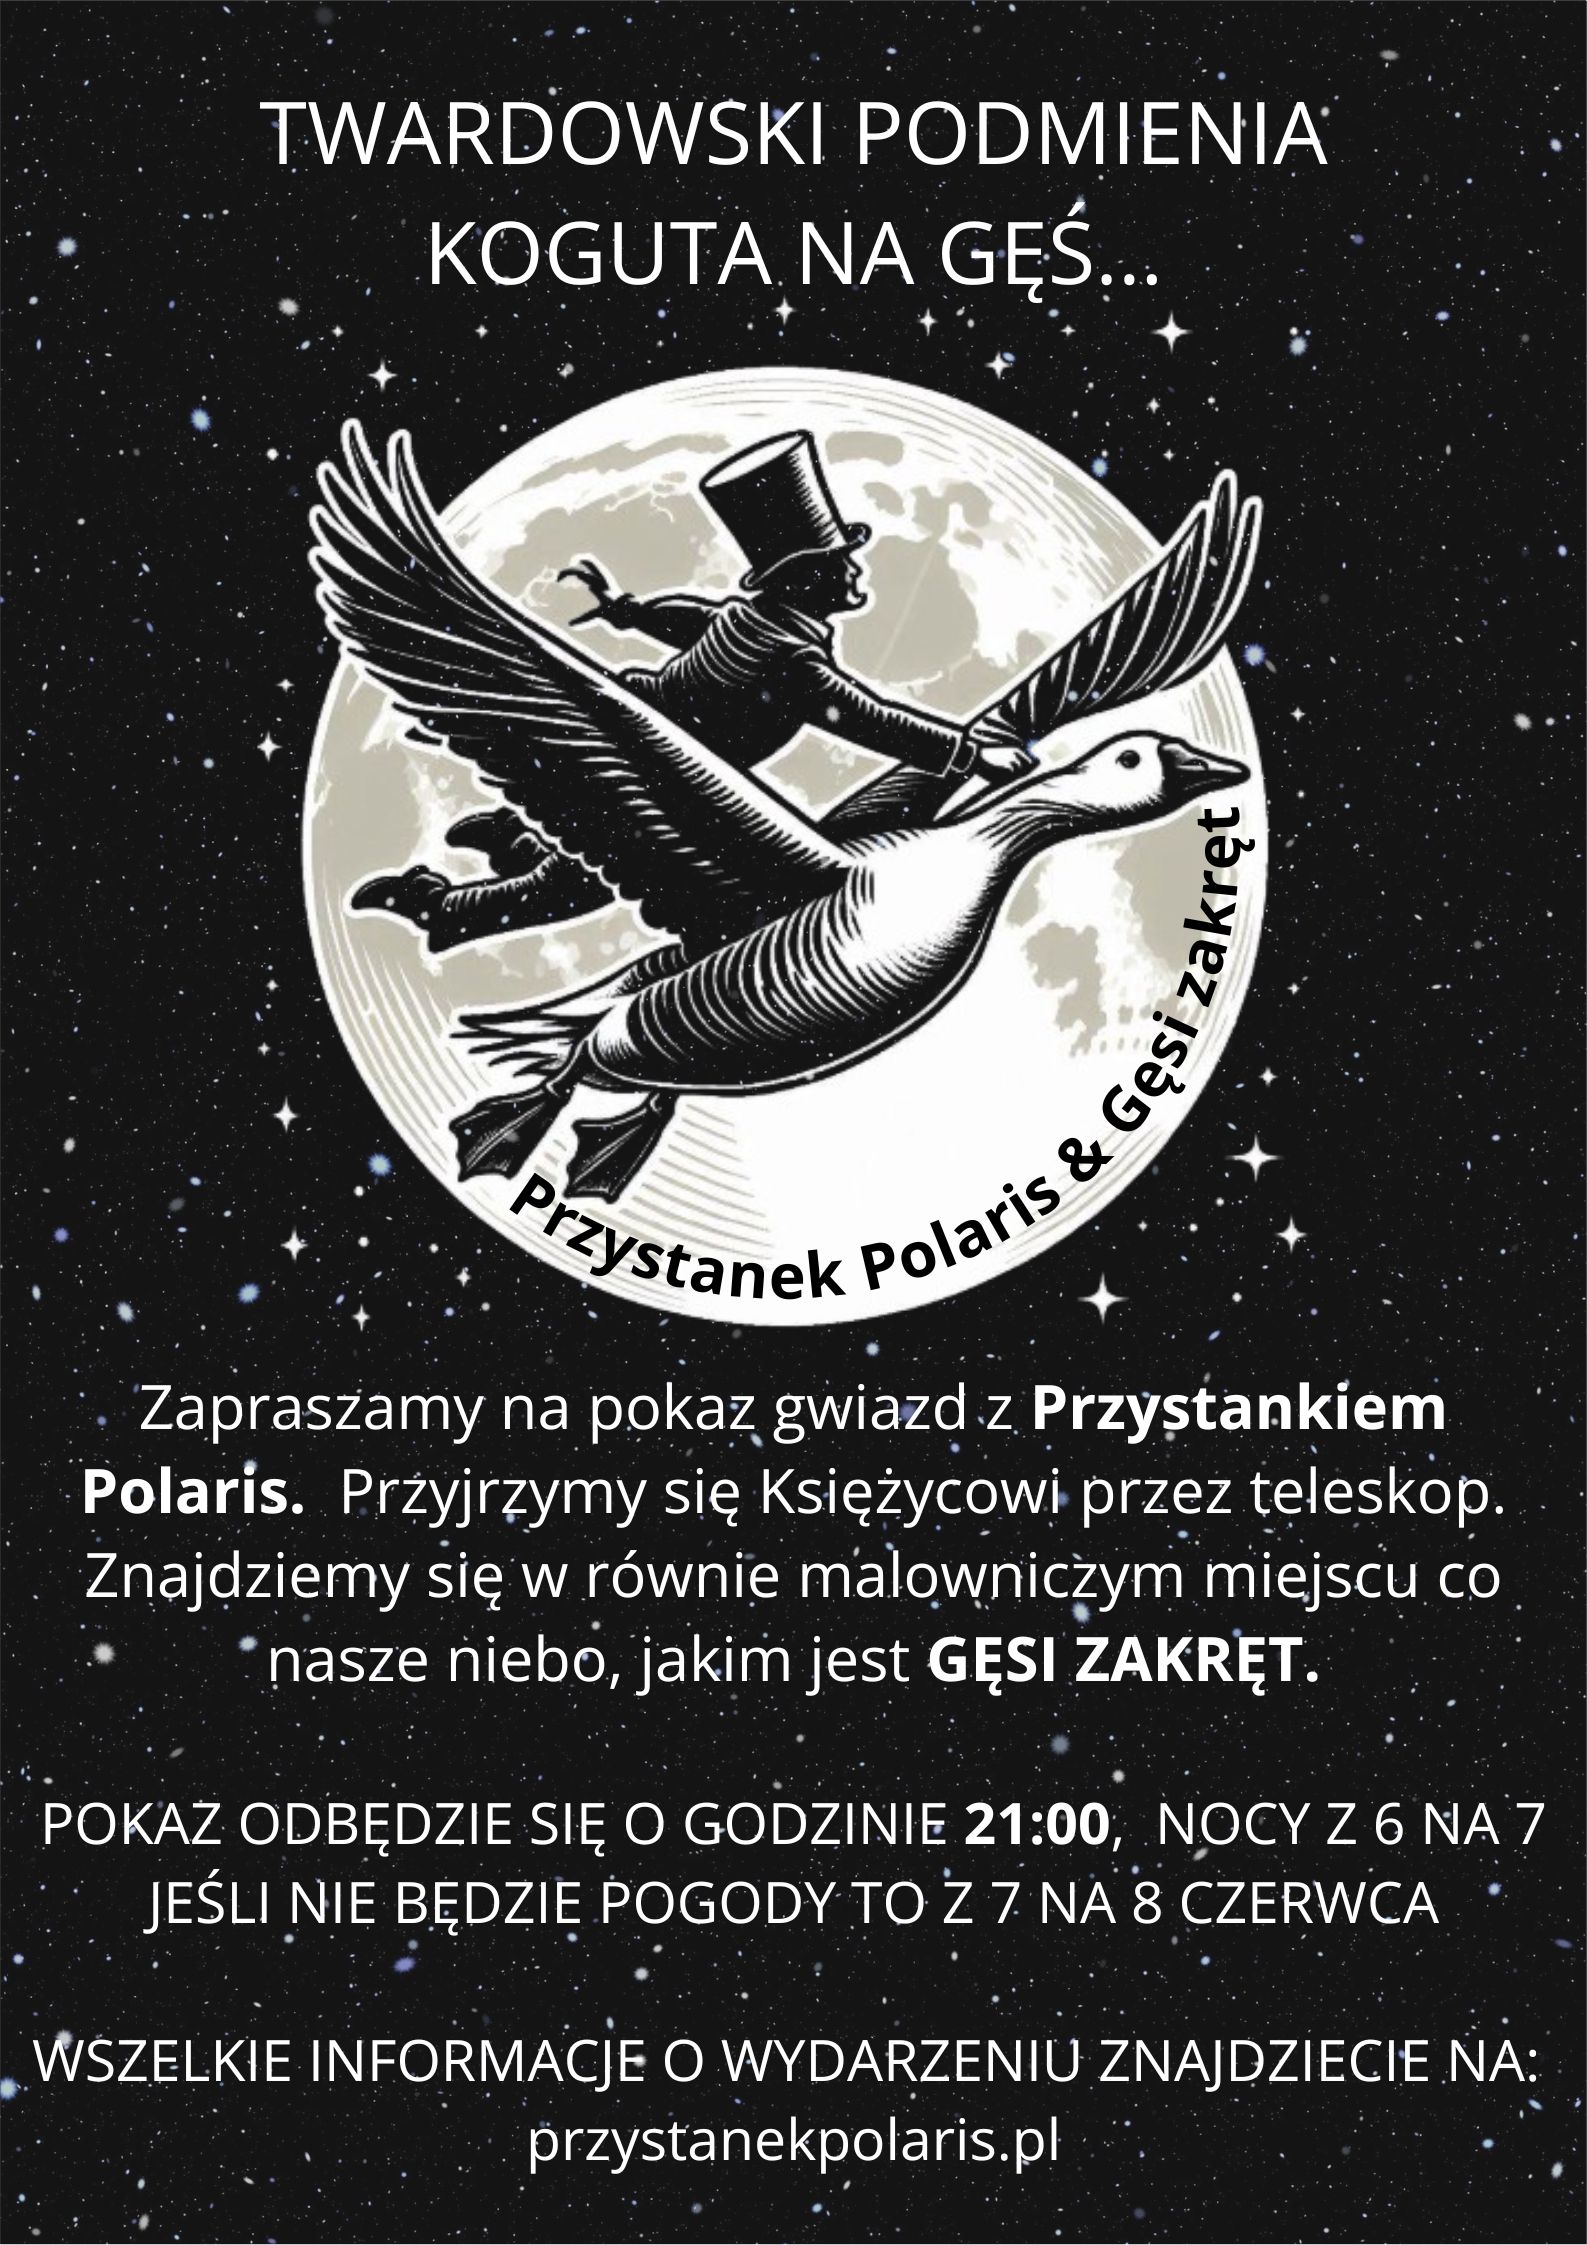 TWARDOWSKI PODMIENIA
KOGUTA NA GĘŚ...
Przystanek Polaris & Gęsi zakręt
Zapraszamy na pokaz gwiazd z Przystankiem
Polaris. Przyjrzymy się Księżycowi przez teleskop.
Znajdziemy się w równie malowniczym miejscu co
nasze niebo, jakim jest GĘSI ZAKRĘT.
POKAZ ODBĘDZIE SIĘ O GODZINIE 21:00, NOCY Z 6 NA 7
JEŚLI NIE BĘDZIE POGODY TO Z 7 NA 8 CZERWCA
WSZELKIE INFORMACJE O WYDARZENIU ZNAJDZIECIE NA:
przystanekpolaris.pl